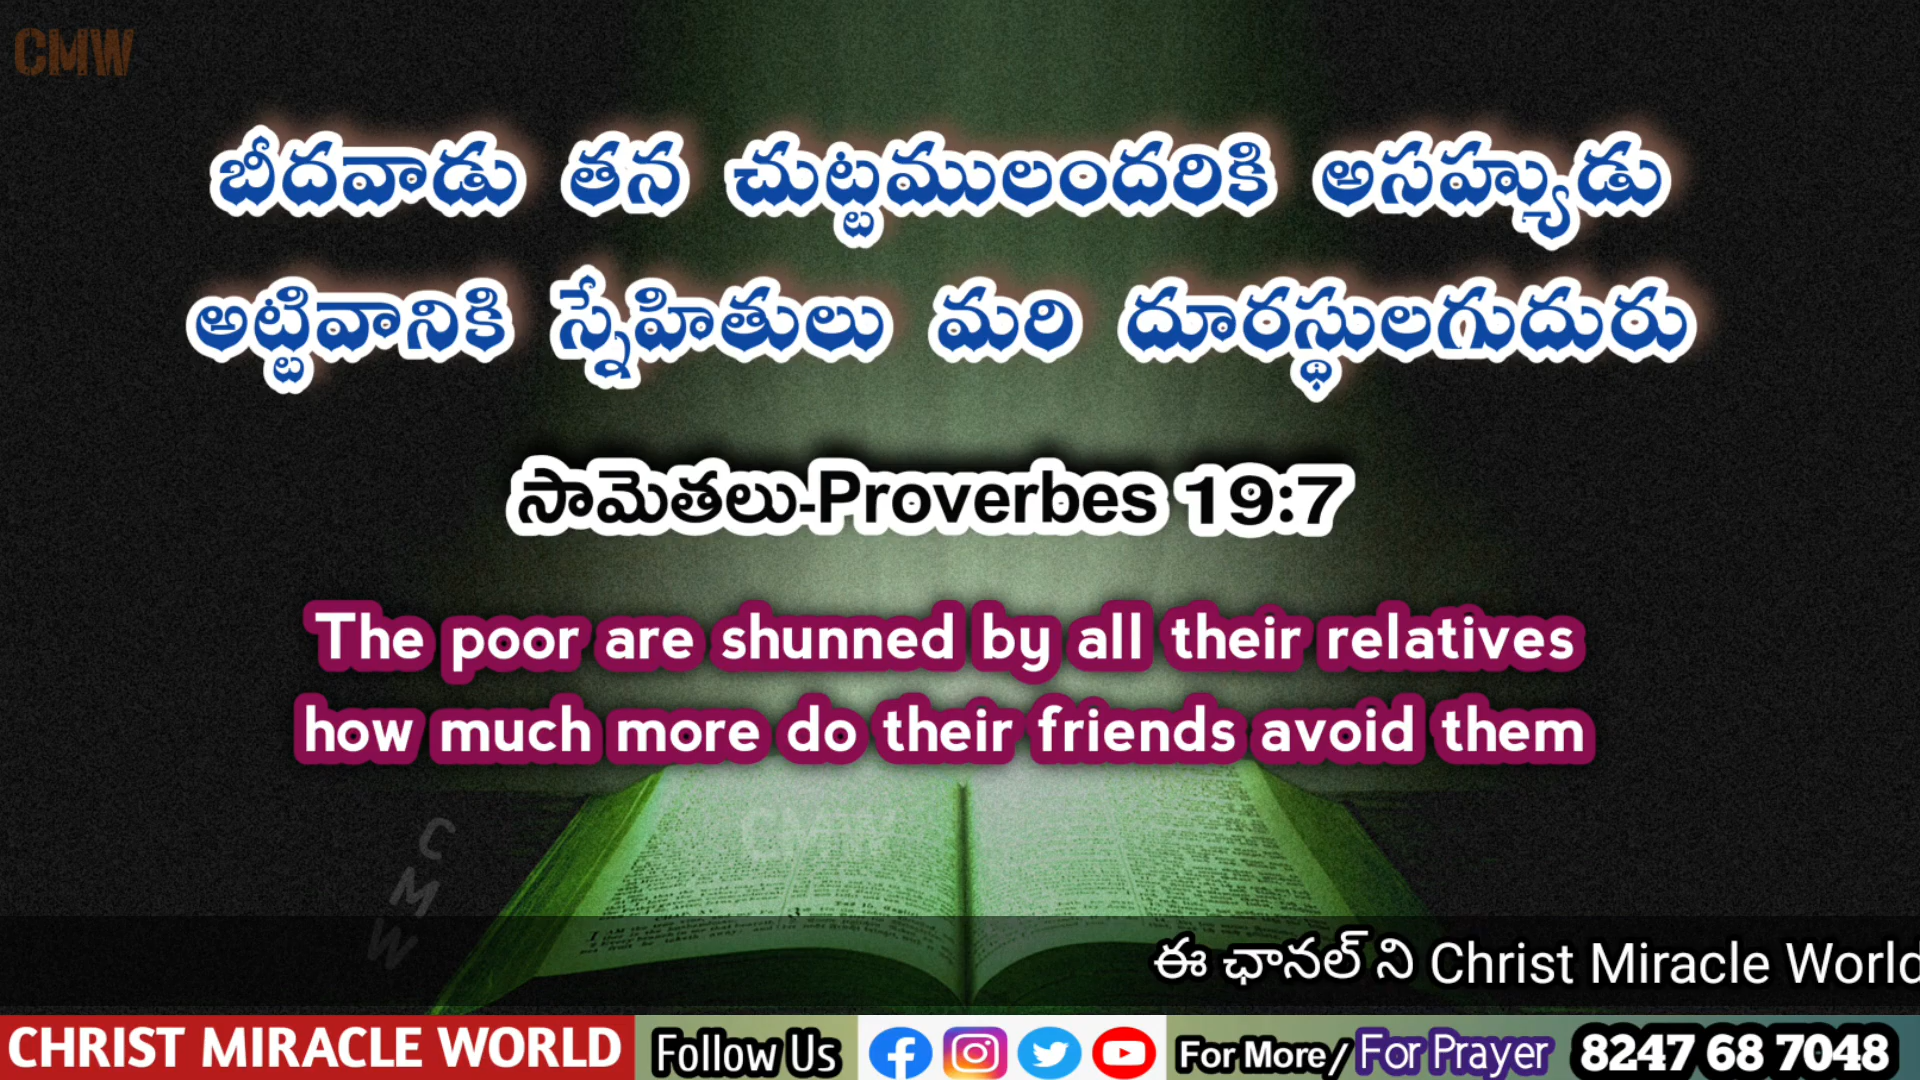 CMW
బీదవాడు తన చుట్టములందరికి అసహ్యుడు
అట్టివానికి స్నేహితులు మరి దూరస్థులగుదురు
సామెతలు-Proverbes 19:7
The poor are shunned by all their relatives
how much more do their friends avoid them
CMW
C
M
W
ఈ ఛానల్ ని Christ Miracle World
CHRIST MIRACLE WORLD Follow Us For More/ For Prayer 8247 68 7048